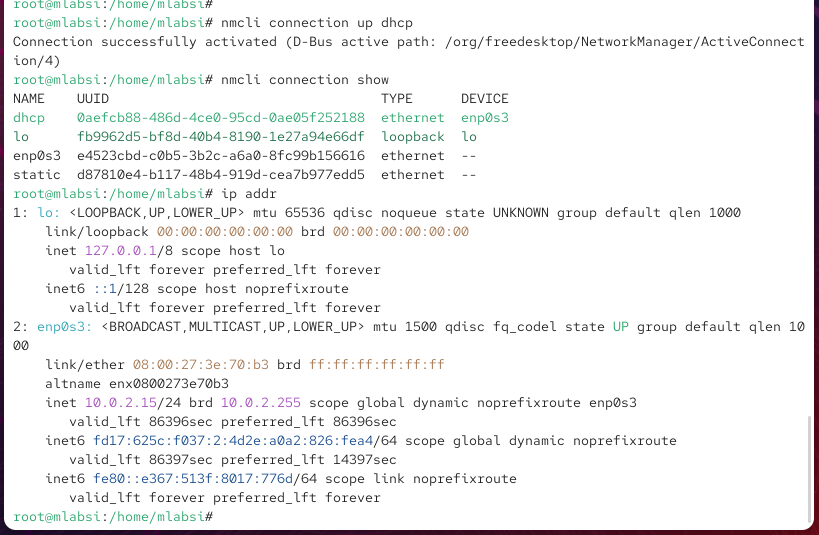 root@mlabsi:/home/mlabsi#
root@mlabsi:/home/mlabsi# nmcli connection up dhcp
Connection successfully activated (D-Bus active path: /org/freedesktop/NetworkManager/ActiveConnect
ion/4)
root@mlabsi:/home/mlabsi# nmcli connection show
NAME    UUID                                  TYPE      DEVICE
dhcp    0aefcb88-486d-4ce0-95cd-0ae05f252188  ethernet  enp0s3
lo      fb9962d5-bf8d-40b4-8190-1e27a94e66df  loopback  lo
enp0s3  e4523cbd-c0b5-3b2c-a6a0-8fc99b156616  ethernet  --
static  d87810e4-b117-48b4-919d-cea7b977edd5  ethernet  --
root@mlabsi:/home/mlabsi# ip addr
1: lo: <LOOPBACK,UP,LOWER_UP> mtu 65536 qdisc noqueue state UNKNOWN group default qlen 1000
    link/loopback 00:00:00:00:00:00 brd 00:00:00:00:00:00
    inet 127.0.0.1/8 scope host lo
       valid_lft forever preferred_lft forever
    inet6 ::1/128 scope host noprefixroute
       valid_lft forever preferred_lft forever
2: enp0s3: <BROADCAST,MULTICAST,UP,LOWER_UP> mtu 1500 qdisc fq_codel state UP group default qlen 10
00
    link/ether 08:00:27:3e:70:b3 brd ff:ff:ff:ff:ff:ff
    altname enx0800273e70b3
    inet 10.0.2.15/24 brd 10.0.2.255 scope global dynamic noprefixroute enp0s3
       valid_lft 86396sec preferred_lft 86396sec
    inet6 fd17:625c:f037:2:4d2e:a0a2:826:fea4/64 scope global dynamic noprefixroute
       valid_lft 86397sec preferred_lft 14397sec
    inet6 fe80::e367:513f:8017:776d/64 scope link noprefixroute
       valid_lft forever preferred_lft forever
root@mlabsi:/home/mlabsi#